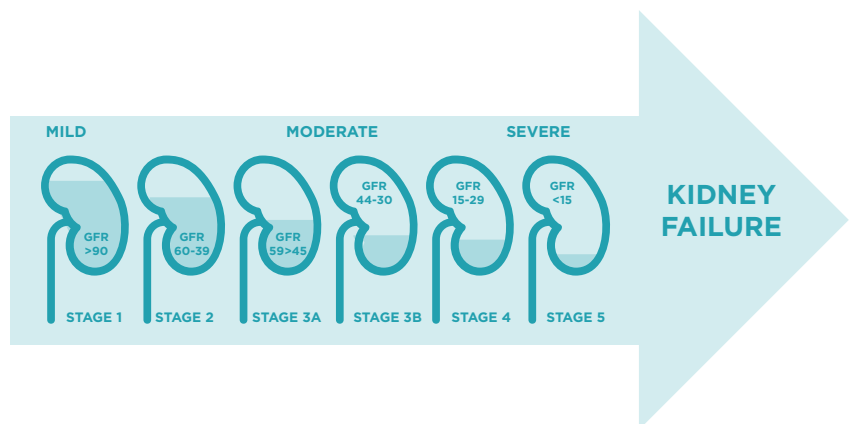 MILD
MODERATE
SEVERE
GFR
>90
GFR
60-39
GFR
59>45
GFR
44-30
GFR
15-29
GFR
<15
STAGE 1
STAGE 2
STAGE 3A
STAGE 3B
STAGE 4
STAGE 5
KIDNEY
FAILURE